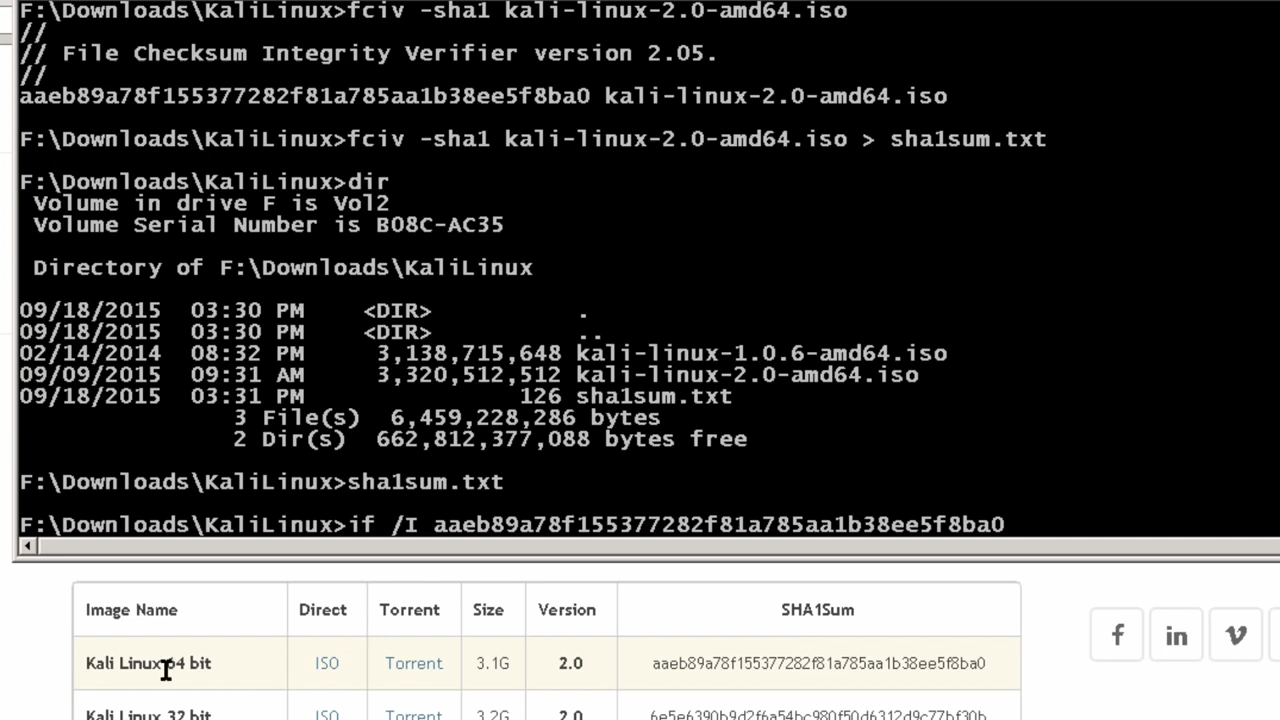 F:\Downloads\KaliLinux>fciv -sha1 kali-linux-2.0-amd64.iso
//
// File Checksum Integrity Verifier version 2.05.
//
aaeb89a78f155377282f81a785aa1b38ee5f8ba0 kali-linux-2.0-amd64.iso
F:\Downloads\KaliLinux>fciv -sha1 kali-linux-2.0-amd64.iso > sha1sum.txt
F:\Downloads\KaliLinux>dir
Volume in drive F is Vol2
Volume Serial Number is B08C-AC35
Directory of F:\Downloads\KaliLinux
09/18/2015 03:30 PM <DIR> .
09/18/2015 03:30 PM <DIR> ..
02/14/2014 08:32 PM 3,138,715,648 kali-linux-1.0.6-amd64.iso
09/09/2015 09:31 AM 3,320,512,512 kali-linux-2.0-amd64.iso
09/18/2015 03:31 PM 126 sha1sum.txt
3 File(s) 6,459,228,286 bytes
2 Dir(s) 662,812,377,088 bytes free
F:\Downloads\KaliLinux>sha1sum.txt
F:\Downloads\KaliLinux>if /I aaeb89a78f155377282f81a785aa1b38ee5f8ba0
Image Name Direct Torrent Size Version SHA1Sum
Kali Linux 64 bit ISO Torrent 3.1G 2.0 aaeb89a78f155377282f81a785aa1b38ee5f8ba0
Kali Linux 32 bit ISO Torrent 3.2G 2.0 6e5e6390b9d2f6a54bc980f50d6312d9c77bf30b